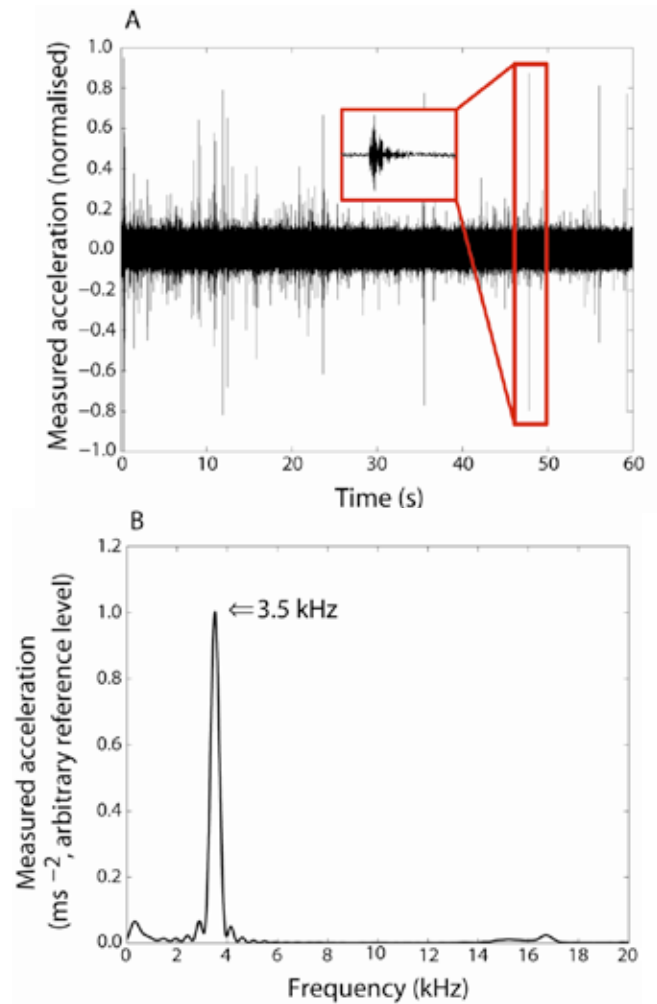 A
Measured acceleration (normalised)
1.0
0.8
0.6
0.4
0.2
0.0
−0.2
−0.4
−0.6
−0.8
−1.0
0 10 20 30 40 50 60
Time (s)
B
Measured acceleration
(ms −2, arbitrary reference level)
1.2
1.0
0.8
0.6
0.4
0.2
0.0
⇐3.5 kHz
0 2 4 6 8 10 12 14 16 18 20
Frequency (kHz)